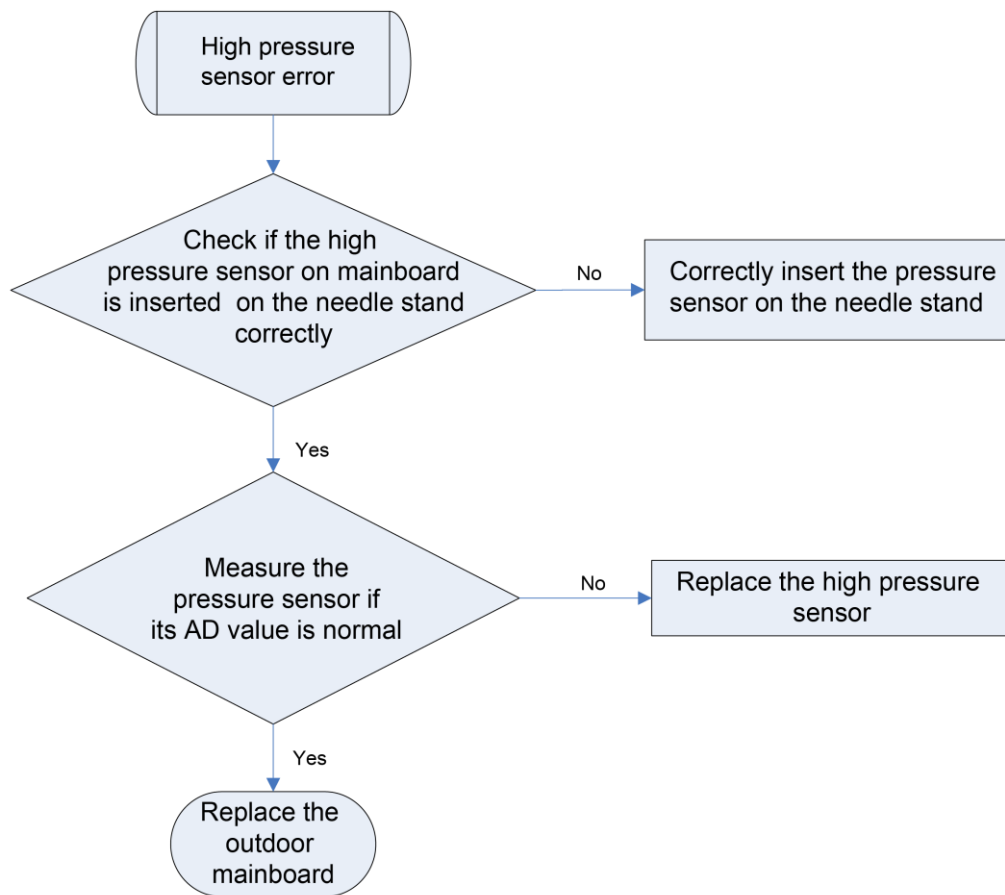 High pressure
sensor error
Check if the high
pressure sensor on mainboard
is inserted on the needle stand
correctly
No
Correctly insert the pressure
sensor on the needle stand
Yes
Measure the
pressure sensor if
its AD value is normal
No
Replace the high pressure
sensor
Yes
Replace the
outdoor
mainboard